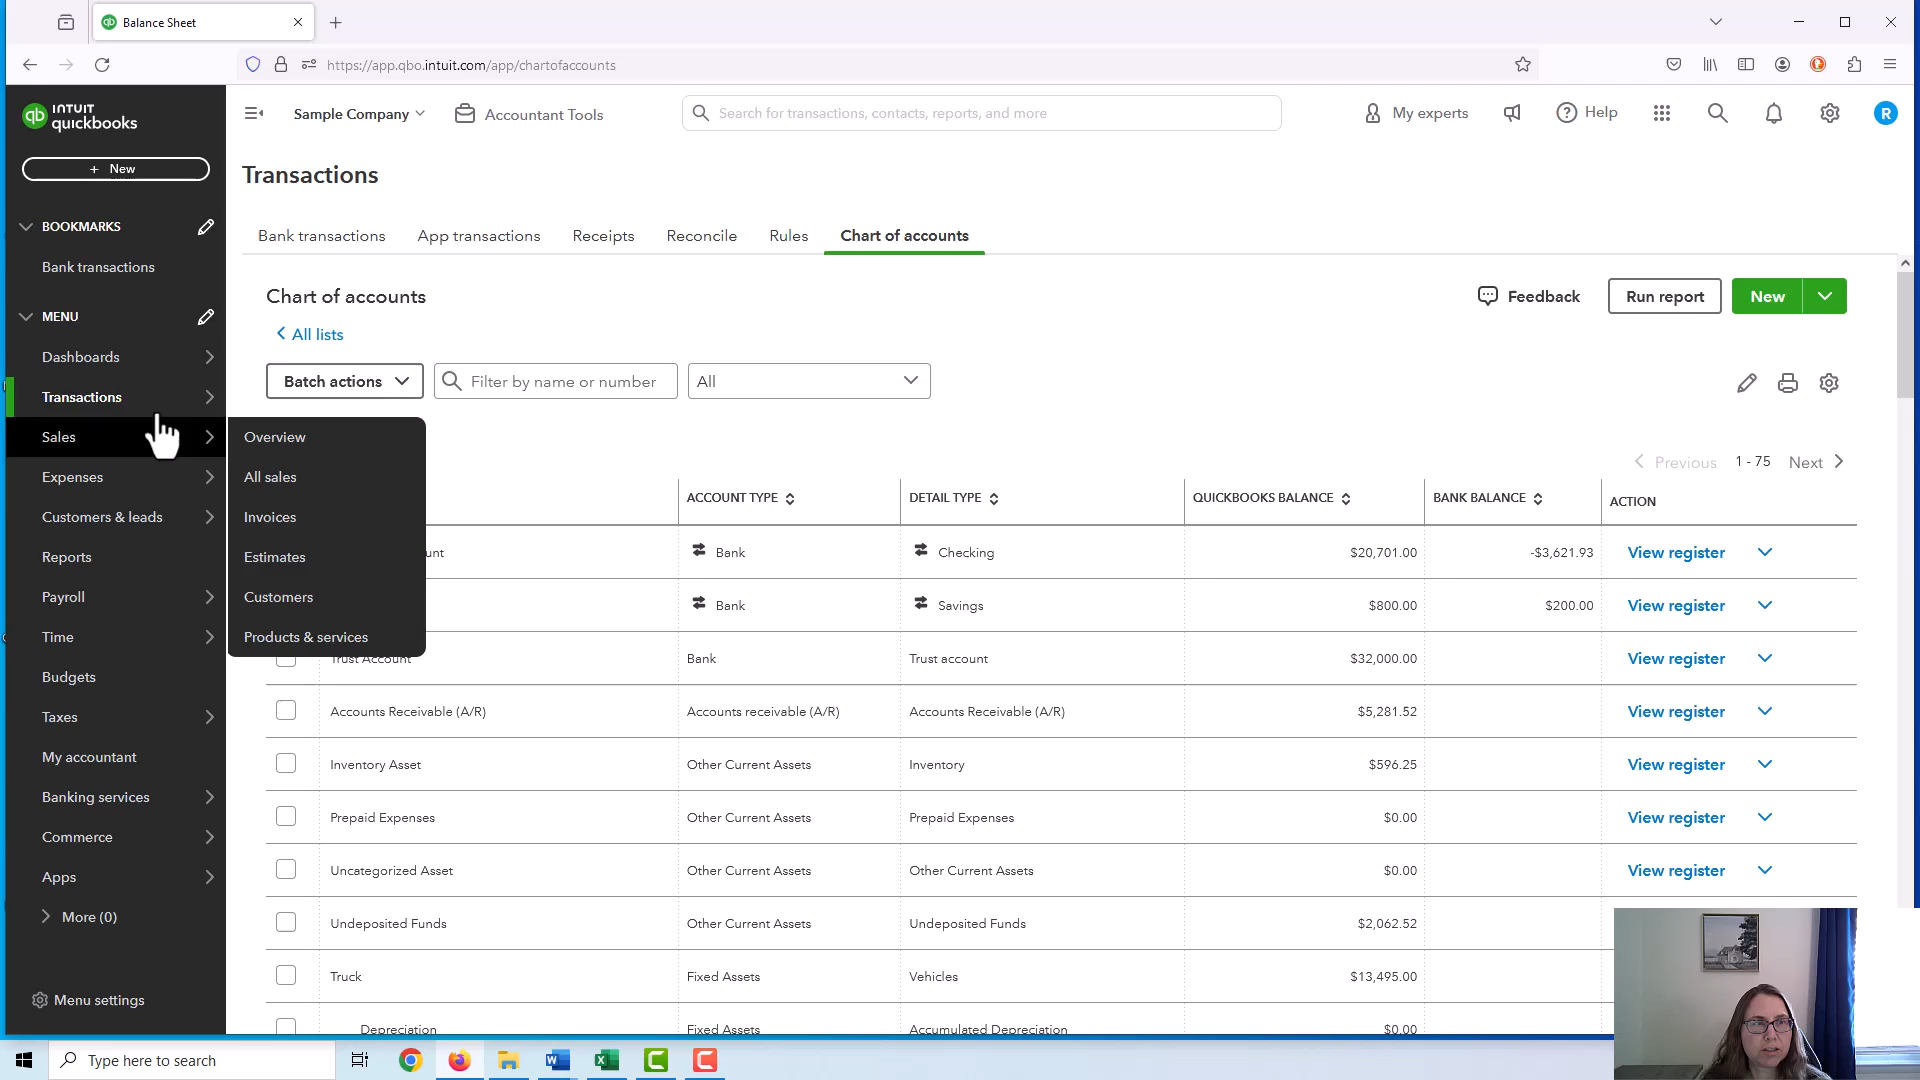 Balance Sheet
https://app.qbo.intuit.com/app/chartofaccounts
INTUIT
quickbooks
Sample Company
Accountant Tools
Search for transactions, contacts, reports, and more
My experts
Help
R
+ New
Transactions
BOOKMARKS
Bank transactions
MENU
Dashboards
Transactions
Sales
Expenses
Customers & leads
Reports
Payroll
Time
Budgets
Taxes
My accountant
Banking services
Commerce
Apps
More (0)
Menu settings
Overview
All sales
Invoices
Estimates
Customers
Products & services
Bank transactions App transactions Receipts Reconcile Rules Chart of accounts
Chart of accounts
Feedback
Run report
New
All lists
Batch actions
Filter by name or number
All
Previous 1 - 75 Next
ACCOUNT TYPE DETAIL TYPE QUICKBOOKS BALANCE BANK BALANCE ACTION
unt Bank Checking $20,701.00 -$3,621.93 View register
Bank Savings $800.00 $200.00 View register
Trust Account Bank Trust account $32,000.00 View register
Accounts Receivable (A/R) Accounts receivable (A/R) Accounts Receivable (A/R) $5,281.52 View register
Inventory Asset Other Current Assets Inventory $596.25 View register
Prepaid Expenses Other Current Assets Prepaid Expenses $0.00 View register
Uncategorized Asset Other Current Assets Other Current Assets $0.00 View register
Undeposited Funds Other Current Assets Undeposited Funds $2,062.52
Truck Fixed Assets Vehicles $13,495.00
Depreciation Fixed Assets Accumulated Depreciation $0.00
Type here to search